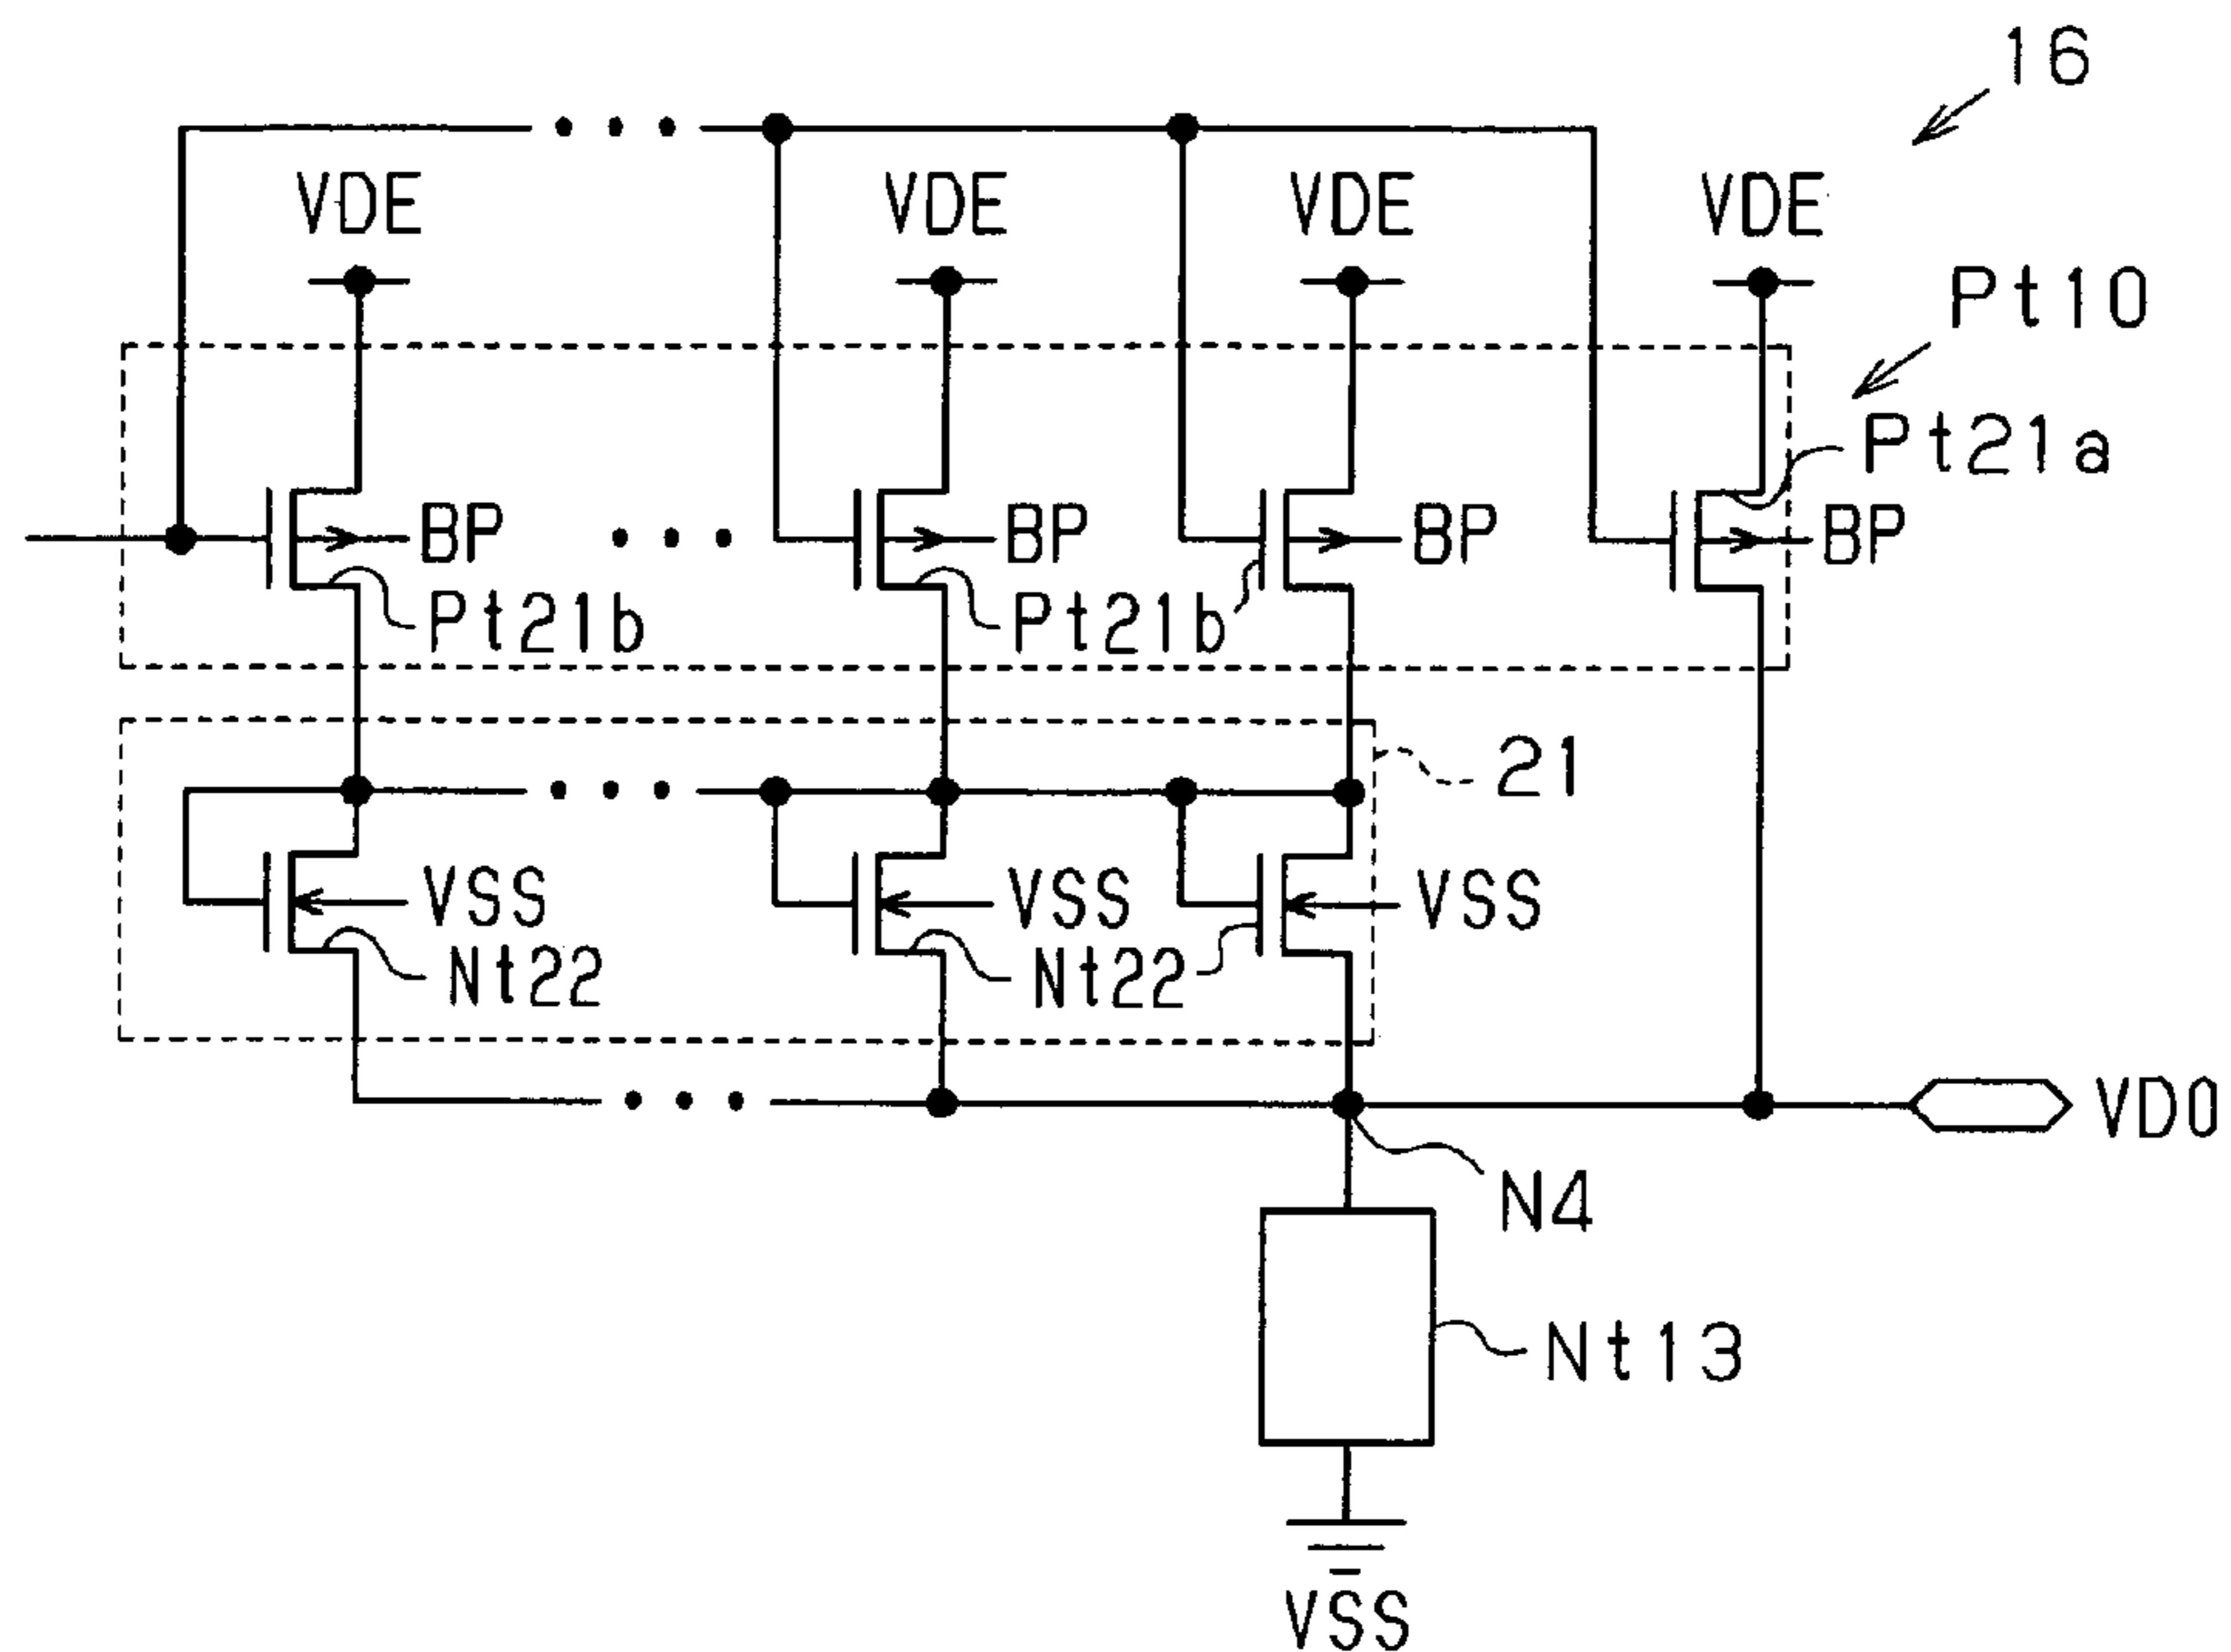 16
VDE VDE VDE VDE
Pt10
Pt21a
BP BP BP BP
Pt21b Pt21b
21
VSS VSS VSS
Nt22 Nt22
VD0
N4
Nt13
VSS